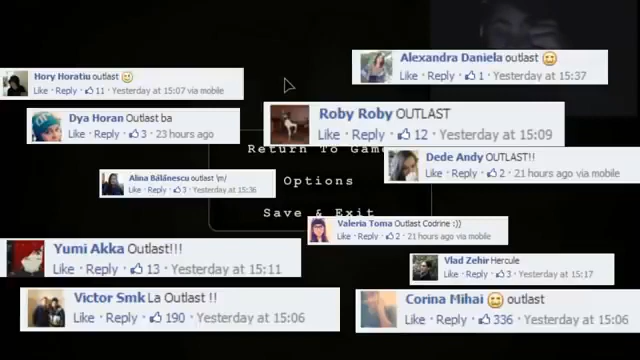 Alexandra Daniela outlast
Like · Reply · 1 · Yesterday at 15:37
Hory Horatiu outlast
Like · Reply · 11 · Yesterday at 15:07 via mobile
Roby Roby OUTLAST
Like · Reply · 12 · Yesterday at 15:09
Dya Horan Outlast ba
Like · Reply · 3 · 23 hours ago
Return To Game
Dede Andy OUTLAST!!
Like · Reply · 2 · 21 hours ago via mobile
Alina Bălănescu outlast \m/
Like · Reply · 3 · Yesterday at 15:36
Options
Save & Exit
Valeria Toma Outlast Codrine :))
Like · Reply · 2 · 21 hours ago via mobile
Yumi Akka Outlast!!!
Like · Reply · 13 · Yesterday at 15:11
Vlad Zehir Hercule
Like · Reply · 3 · Yesterday at 15:17
Victor Smk La Outlast !!
Like · Reply · 190 · Yesterday at 15:06
Corina Mihai outlast
Like · Reply · 336 · Yesterday at 15:06